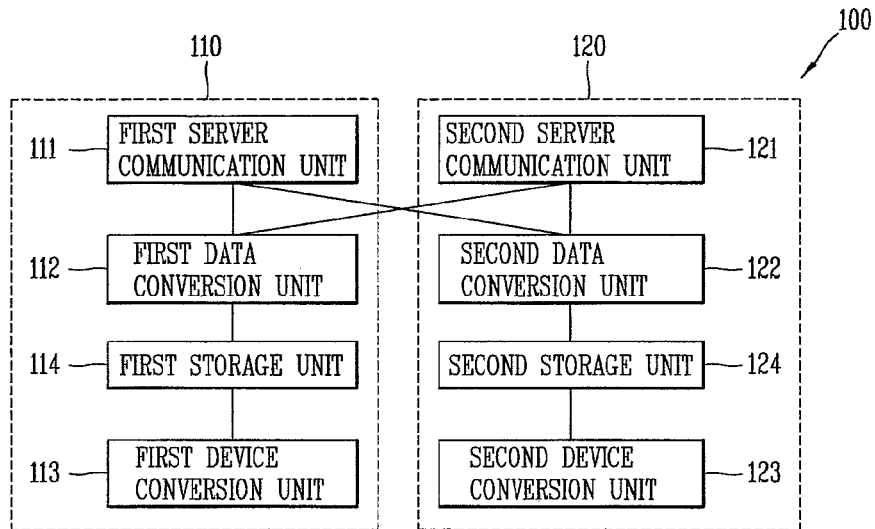 100
110
120
111
FIRST SERVER
COMMUNICATION UNIT
SECOND SERVER
COMMUNICATION UNIT
121
112
FIRST DATA
CONVERSION UNIT
SECOND DATA
CONVERSION UNIT
122
114
FIRST STORAGE UNIT
SECOND STORAGE UNIT
124
113
FIRST DEVICE
CONVERSION UNIT
SECOND DEVICE
CONVERSION UNIT
123